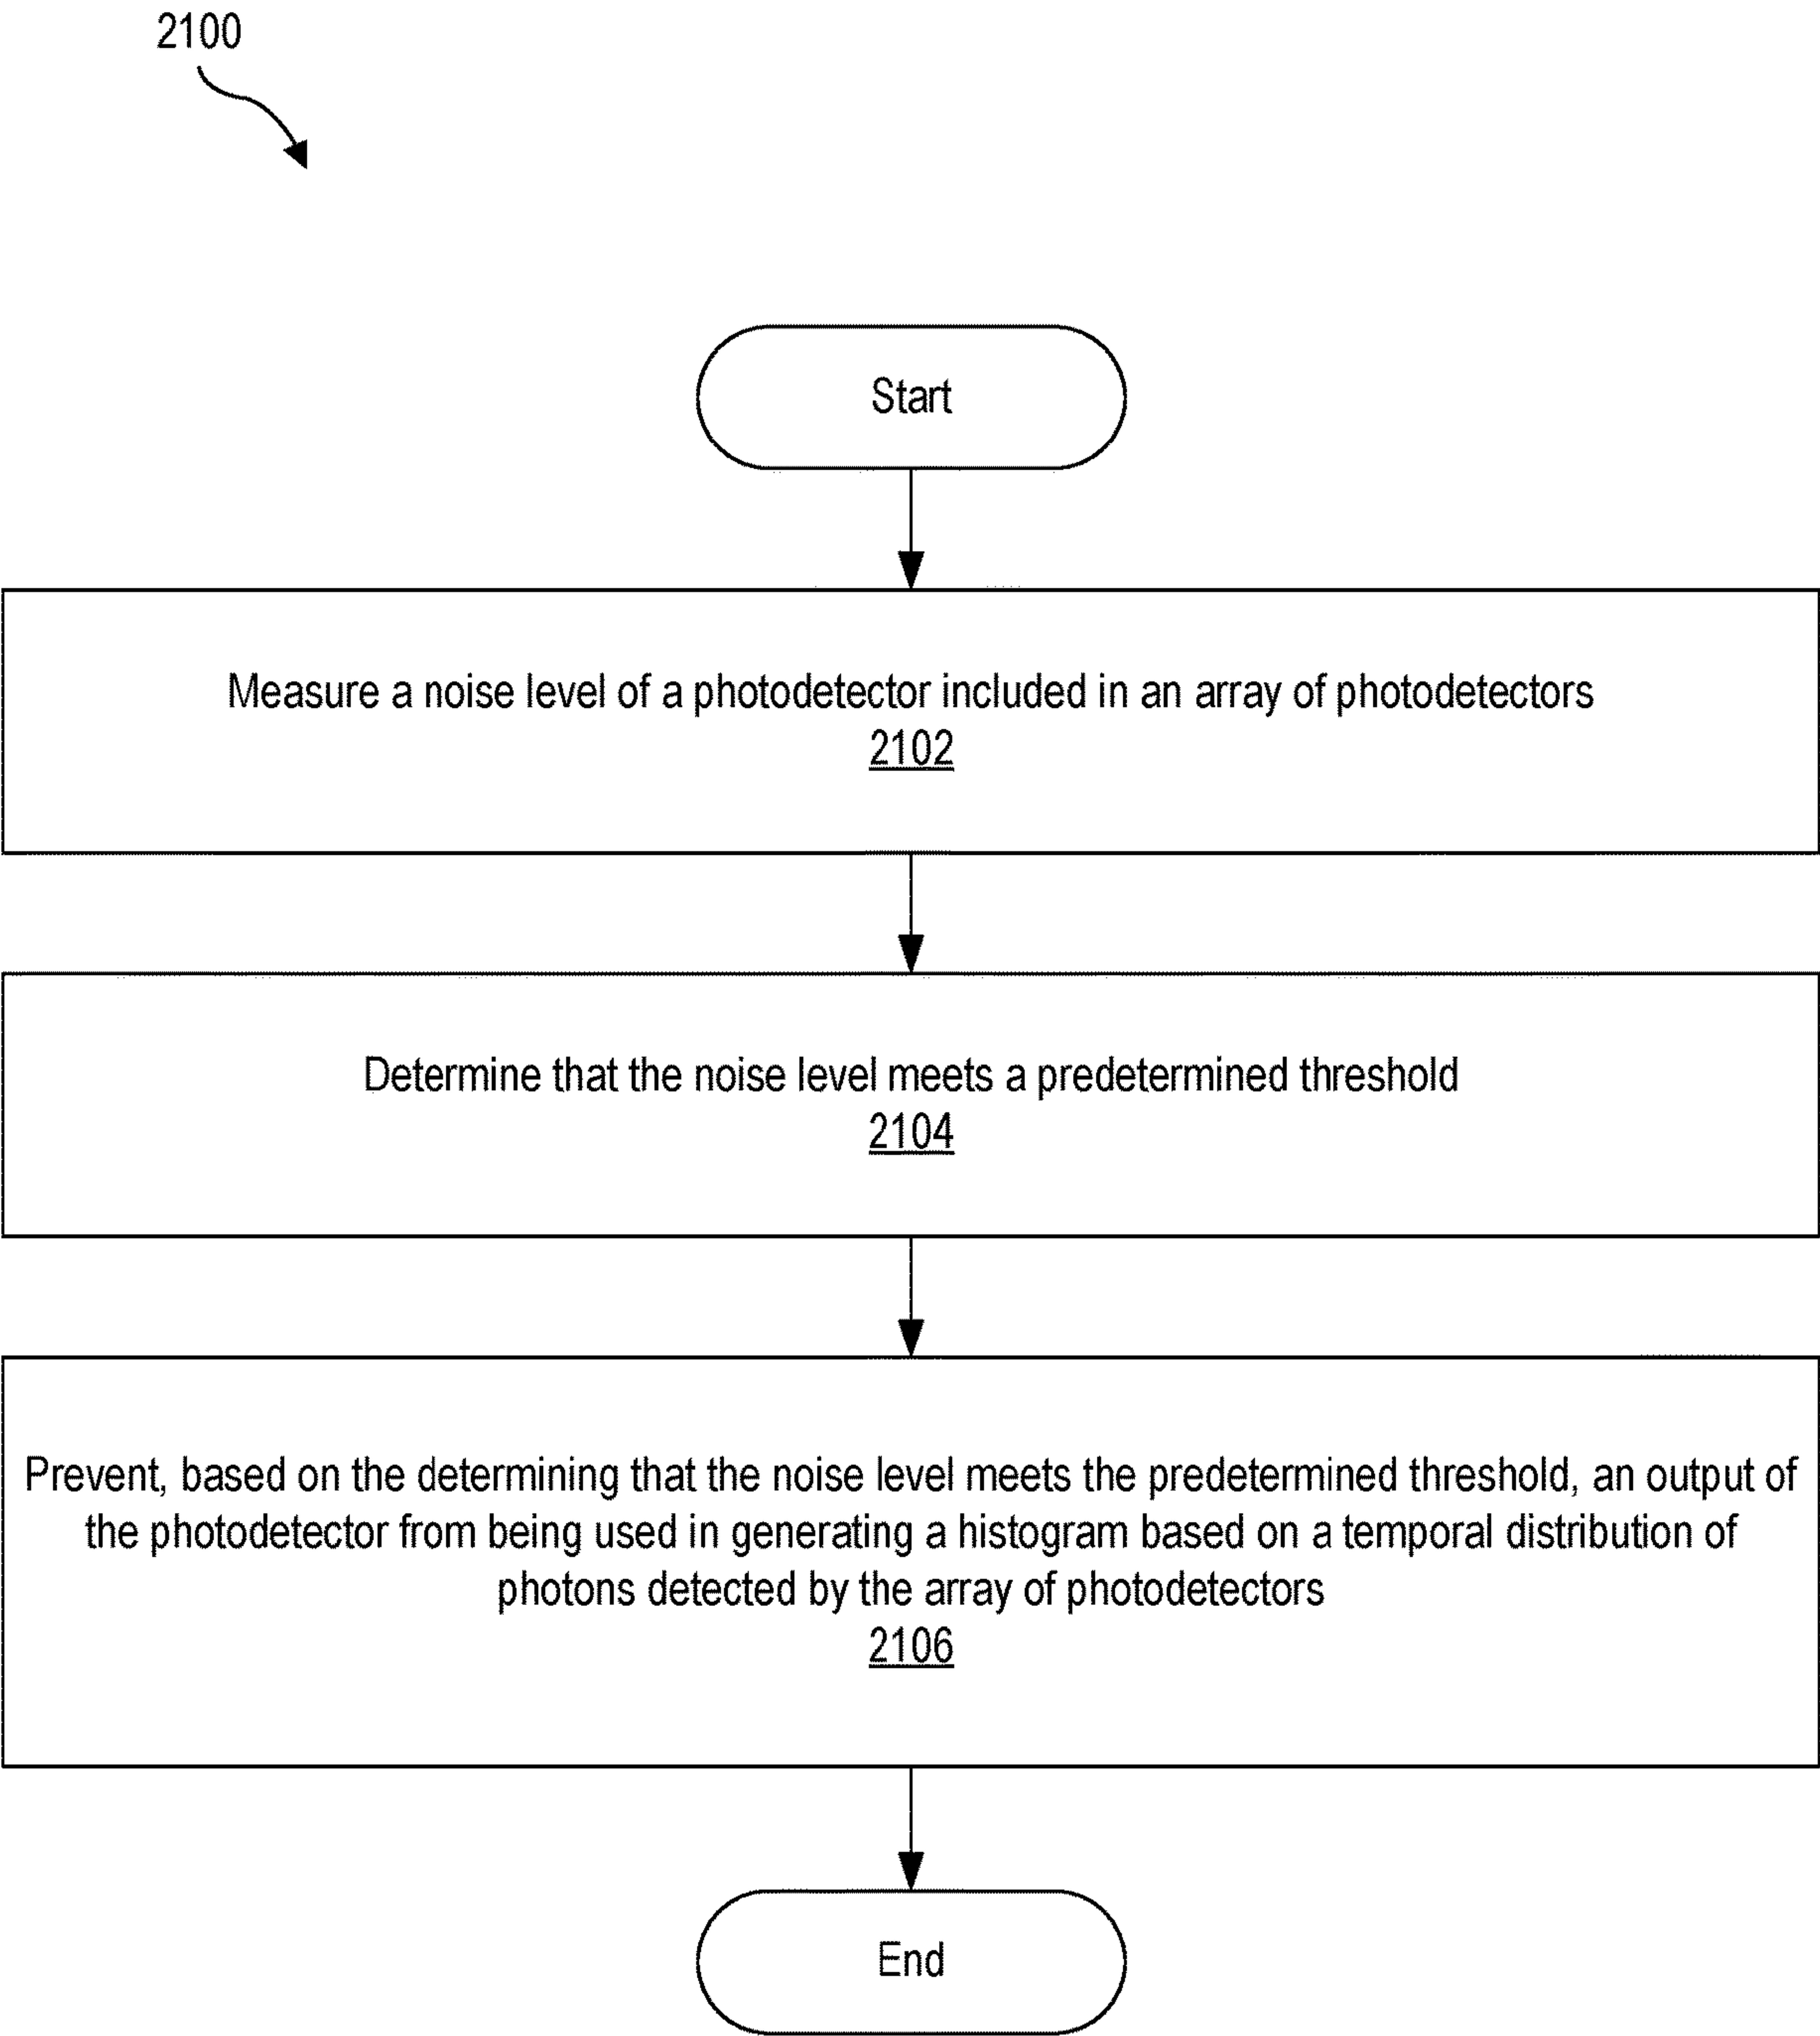 2100
Start
Measure a noise level of a photodetector included in an array of photodetectors
2102
Determine that the noise level meets a predetermined threshold
2104
Prevent, based on the determining that the noise level meets the predetermined threshold, an output of
the photodetector from being used in generating a histogram based on a temporal distribution of
photons detected by the array of photodetectors
2106
End